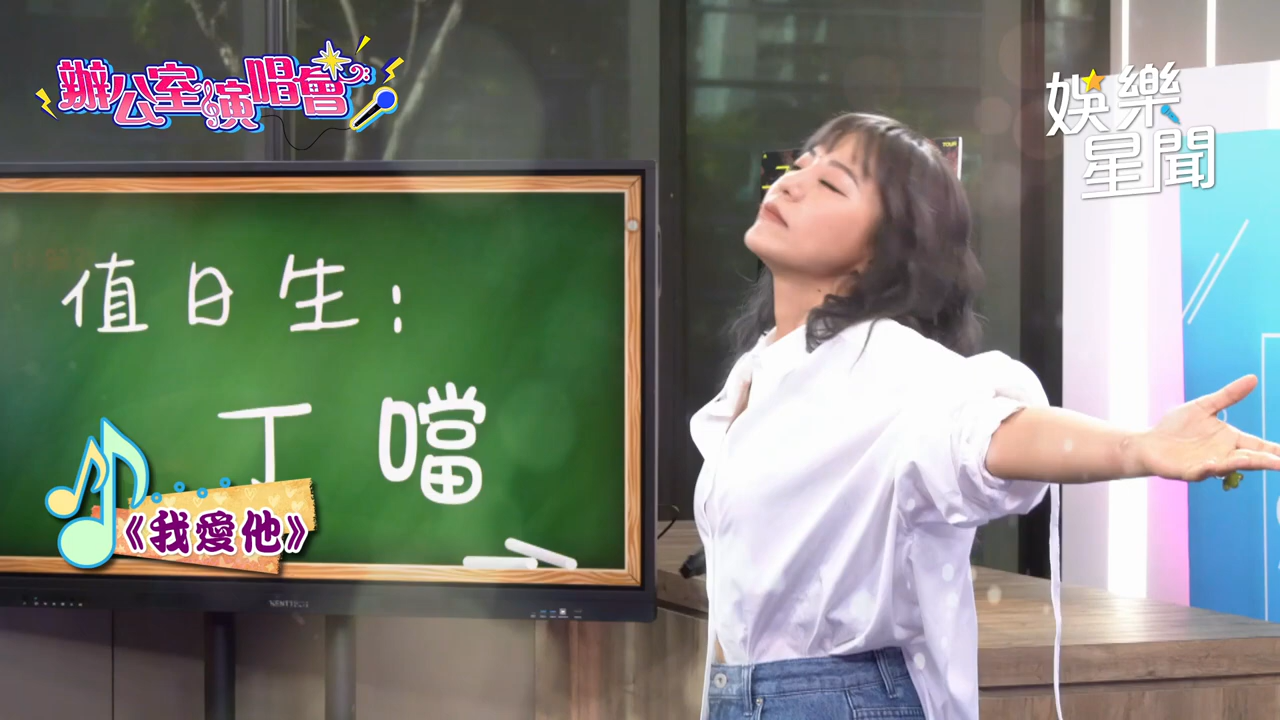 辦公室演唱會
娛樂
星聞
值日生:
丁噹
《我愛他》